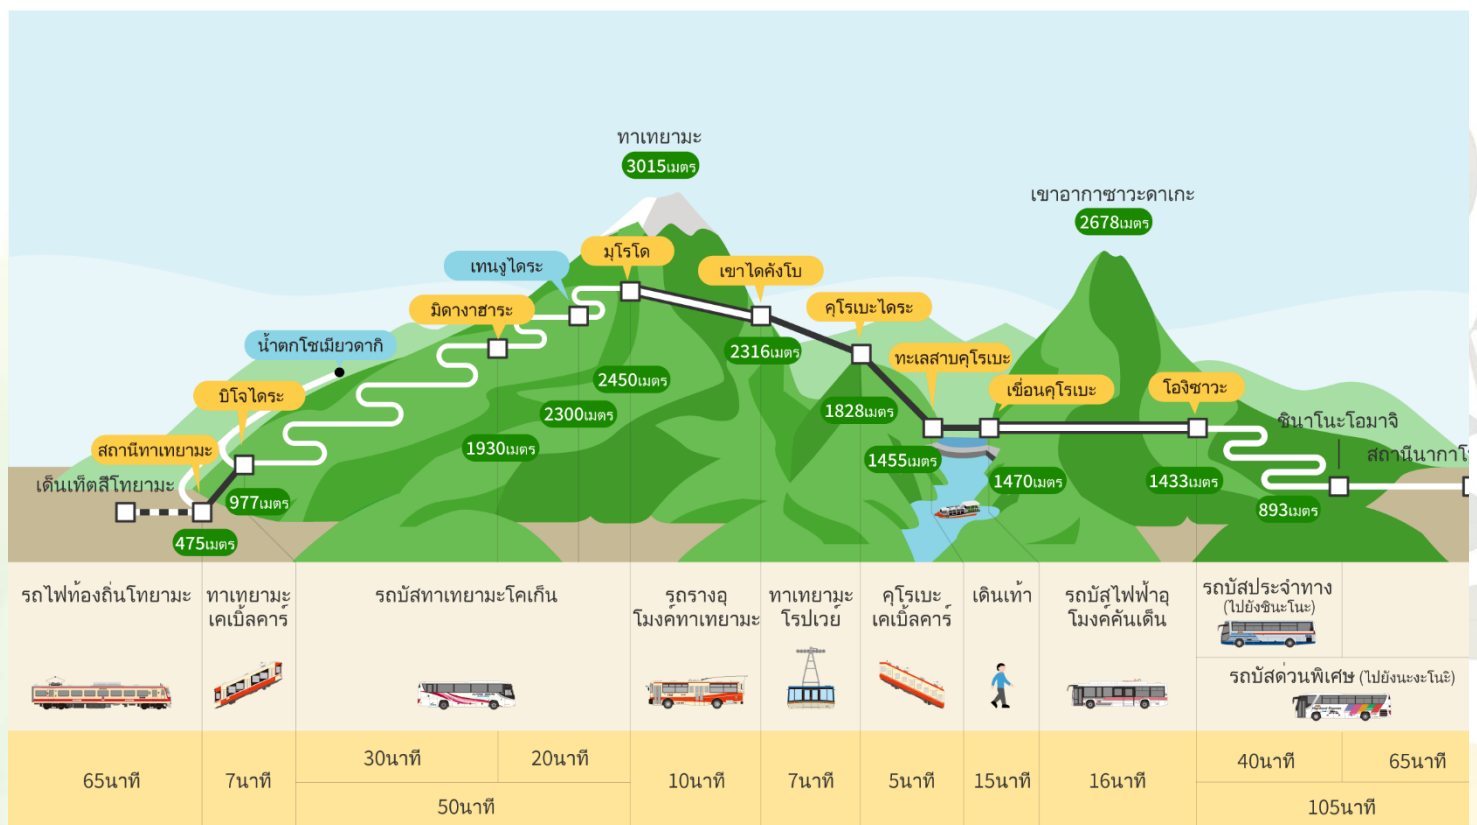 ทาเทยามะ
3015เมตร
เขาอากาซาวะดาเกะ
2678เมตร
มุโรโด
เทนงูไดระ
เขาไดคังโบ
มิดางาฮาระ
คุโรเบะไดระ
น้ำตกโชเมียวดากิ
2316เมตร
ทะเลสาบคุโรเบะ
2450เมตร
บิโจไดระ
เขื่อนคุโรเบะ
โองิซาวะ
2300เมตร
1828เมตร
ชินาโนะโอมาจิ
สถานีทาเทยามะ
1930เมตร
1455เมตร
สถานีนากาโ
เด็นเท็ตสึโทยามะ
1470เมตร
1433เมตร
977เมตร
893เมตร
475เมตร
รถไฟท้องถิ่นโทยามะ
ทาเทยามะ
เคเบิ้ลคาร์
รถบัสทาเทยามะโคเก็น
รถรางอุ
โมงค์ทาเทยามะ
ทาเทยามะ
โรปเวย์
คุโรเบะ
เคเบิ้ลคาร์
เดินเท้า
รถบัสไฟฟ้าอุ
โมงค์คันเด็น
รถบัสประจำทาง
(ไปยังชินะโนะ)
รถบัสด่วนพิเศษ (ไปยังนะงะโนะ)
65นาที
7นาที
30นาที
20นาที
50นาที
10นาที
7นาที
5นาที
15นาที
16นาที
40นาที
65นาที
105นาที